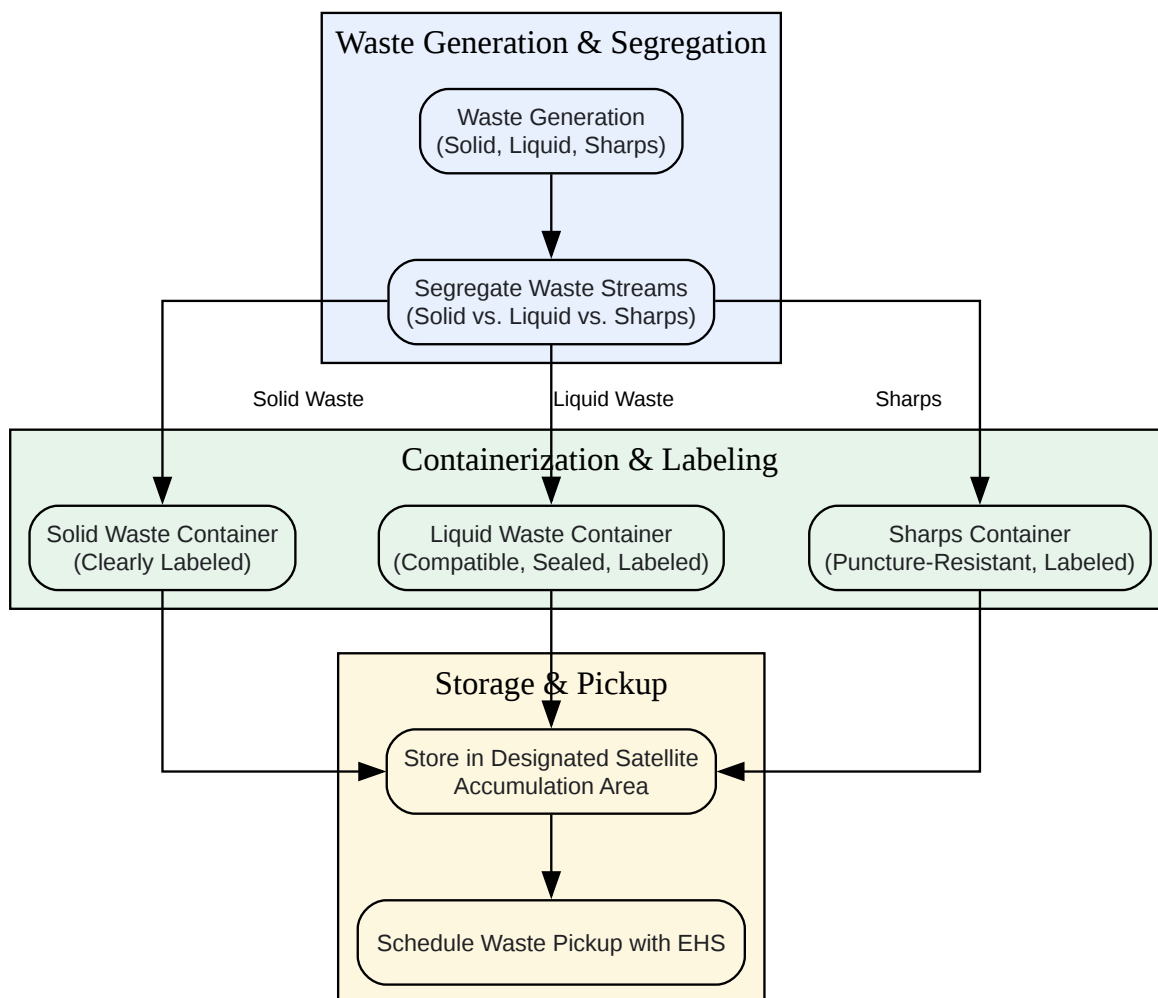 Waste Generation & Segregation
Waste Generation
(Solid, Liquid, Sharps)
Segregate Waste Streams
(Solid vs. Liquid vs. Sharps)
Solid Waste
Liquid Waste
Sharps
Containerization & Labeling
Solid Waste Container
(Clearly Labeled)
Liquid Waste Container
(Compatible, Sealed, Labeled)
Sharps Container
(Puncture-Resistant, Labeled)
Storage & Pickup
Store in Designated Satellite
Accumulation Area
Schedule Waste Pickup with EHS